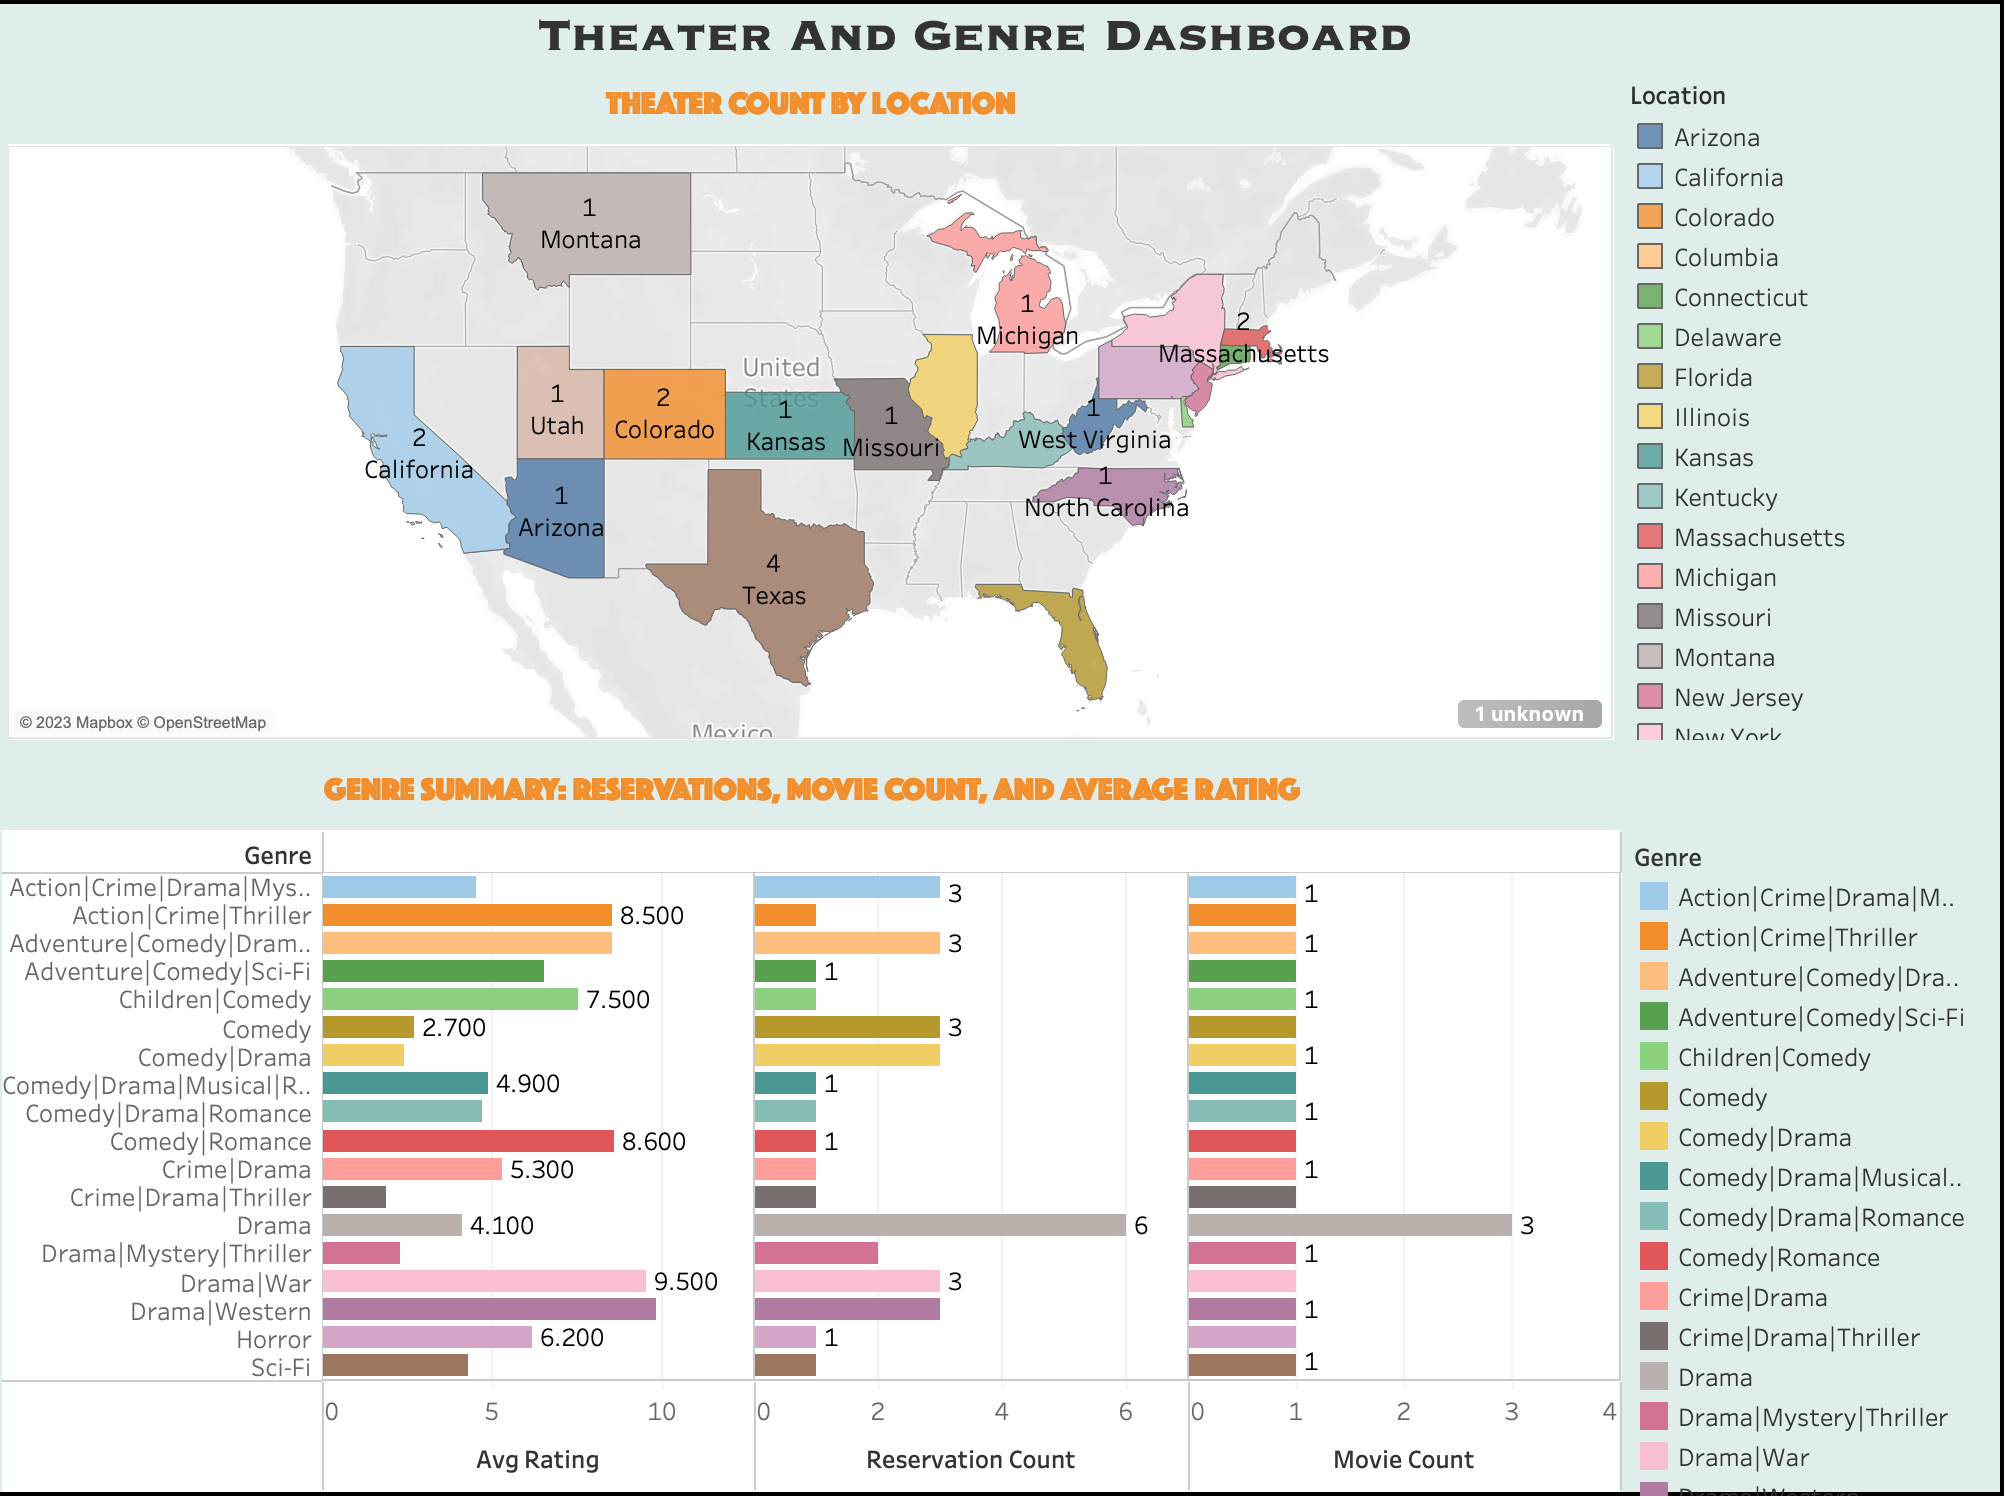 Theater And Genre Dashboard
THEATER COUNT BY LOCATION
1
Montana
1
Michigan
2
Massachusetts
United
States
1
Utah
2
Colorado
1
Kansas
1
Missouri
1
West Virginia
2
California
1
Arizona
1
North Carolina
4
Texas
Mexico
© 2023 Mapbox © OpenStreetMap
1 unknown
Location
Arizona
California
Colorado
Columbia
Connecticut
Delaware
Florida
Illinois
Kansas
Kentucky
Massachusetts
Michigan
Missouri
Montana
New Jersey
New York
GENRE SUMMARY: RESERVATIONS, MOVIE COUNT, AND AVERAGE RATING
Genre
Action|Crime|Drama|Mys.. 3 1
Action|Crime|Thriller 8.500
Adventure|Comedy|Dram.. 3 1
Adventure|Comedy|Sci-Fi 1
Children|Comedy 7.500 1
Comedy 2.700 3
Comedy|Drama 1
Comedy|Drama|Musical|R.. 4.900 1
Comedy|Drama|Romance 1
Comedy|Romance 8.600 1
Crime|Drama 5.300 1
Crime|Drama|Thriller
Drama 4.100 6 3
Drama|Mystery|Thriller 1
Drama|War 9.500 3
Drama|Western 1
Horror 6.200 1
Sci-Fi 1
0 5 10 0 2 4 6 0 1 2 3 4
Avg Rating Reservation Count Movie Count
Genre
Action|Crime|Drama|M..
Action|Crime|Thriller
Adventure|Comedy|Dra..
Adventure|Comedy|Sci-Fi
Children|Comedy
Comedy
Comedy|Drama
Comedy|Drama|Musical..
Comedy|Drama|Romance
Comedy|Romance
Crime|Drama
Crime|Drama|Thriller
Drama
Drama|Mystery|Thriller
Drama|War
Drama|Western